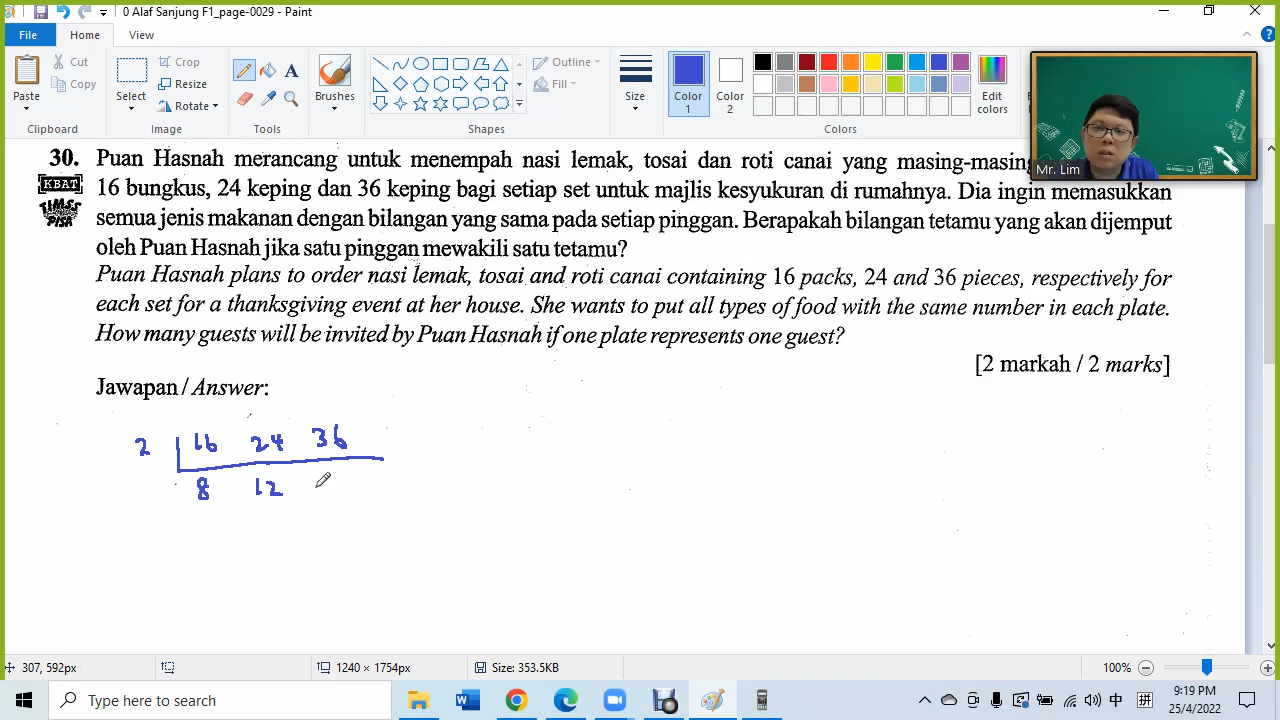 0 Alaf Sanjung F1_page-0029 - Paint
File Home View
Paste Cut Copy Clipboard
Select Crop Resize Rotate Image
Tools
Brushes
Outline Fill Shapes
Size
Color 1 Color 2 Edit colors Colors
Mr. Lim
30. Puan Hasnah merancang untuk menempah nasi lemak, tosai dan roti canai yang masing-masing
KBAT 16 bungkus, 24 keping dan 36 keping bagi setiap set untuk majlis kesyukuran di rumahnya. Dia ingin memasukkan
TIMSS PISA semua jenis makanan dengan bilangan yang sama pada setiap pinggan. Berapakah bilangan tetamu yang akan dijemput
oleh Puan Hasnah jika satu pinggan mewakili satu tetamu?
Puan Hasnah plans to order nasi lemak, tosai and roti canai containing 16 packs, 24 and 36 pieces, respectively for
each set for a thanksgiving event at her house. She wants to put all types of food with the same number in each plate.
How many guests will be invited by Puan Hasnah if one plate represents one guest?
[2 markah / 2 marks]
Jawapan / Answer:
2 16 24 36
8 12
307, 592px 1240 × 1754px Size: 353.5KB 100%
Type here to search
中 拼 9:19 PM
25/4/2022